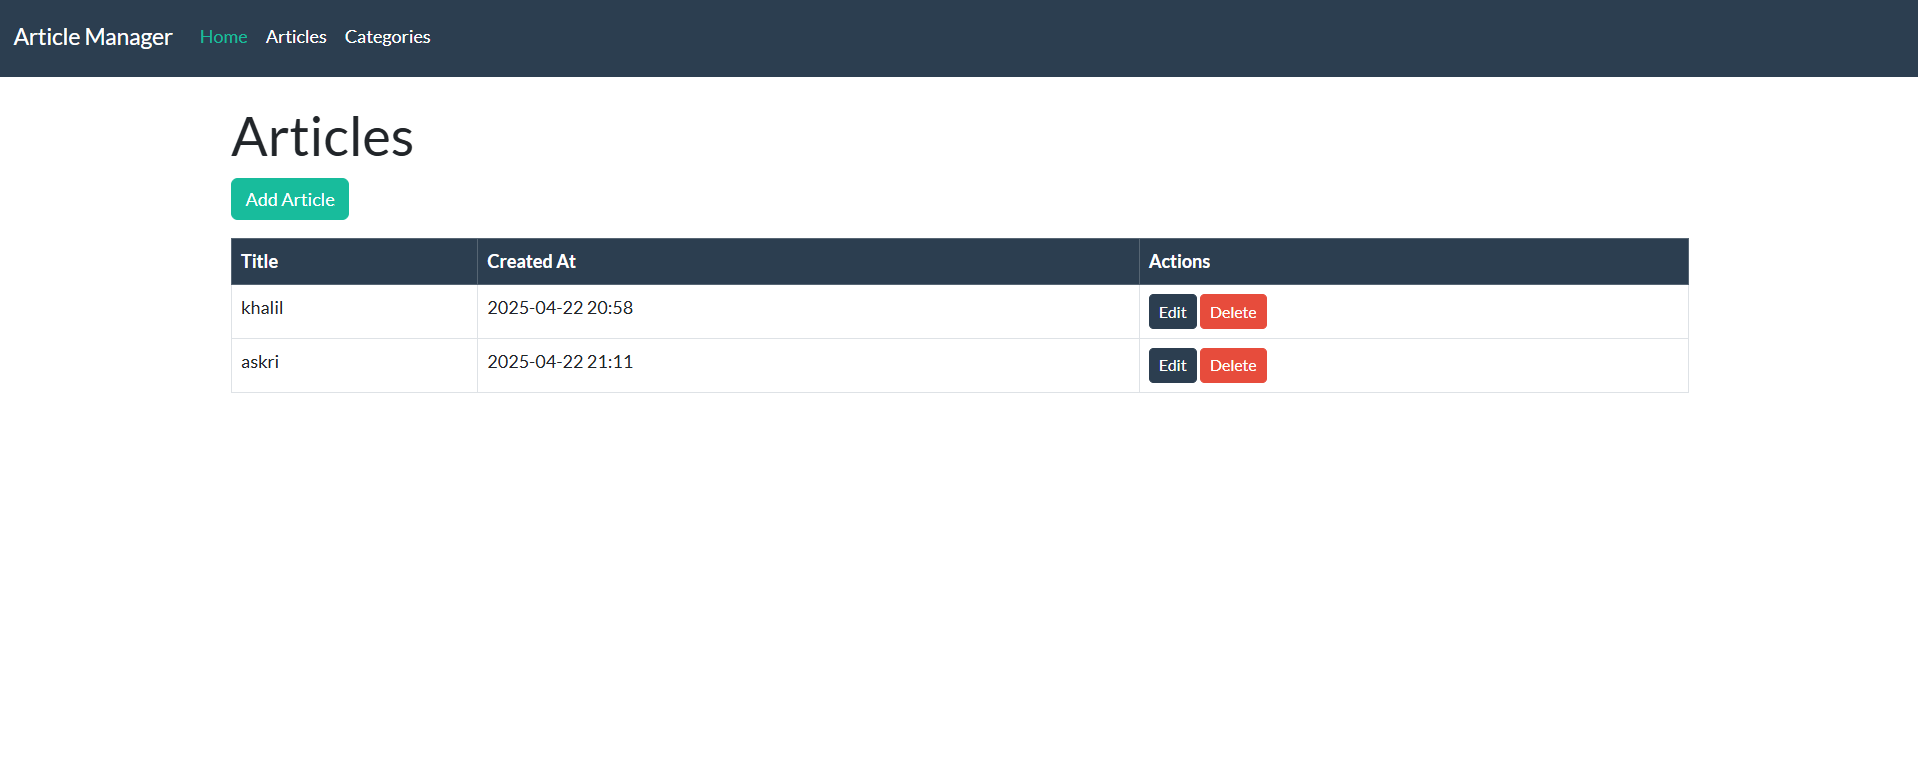 Article Manager Home Articles Categories
Articles
Add Article
Title Created At Actions
khalil 2025-04-22 20:58 Edit Delete
askri 2025-04-22 21:11 Edit Delete